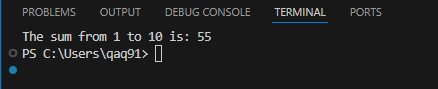 PROBLEMS OUTPUT DEBUG CONSOLE TERMINAL PORTS
The sum from 1 to 10 is: 55
PS C:\Users\qaq91>